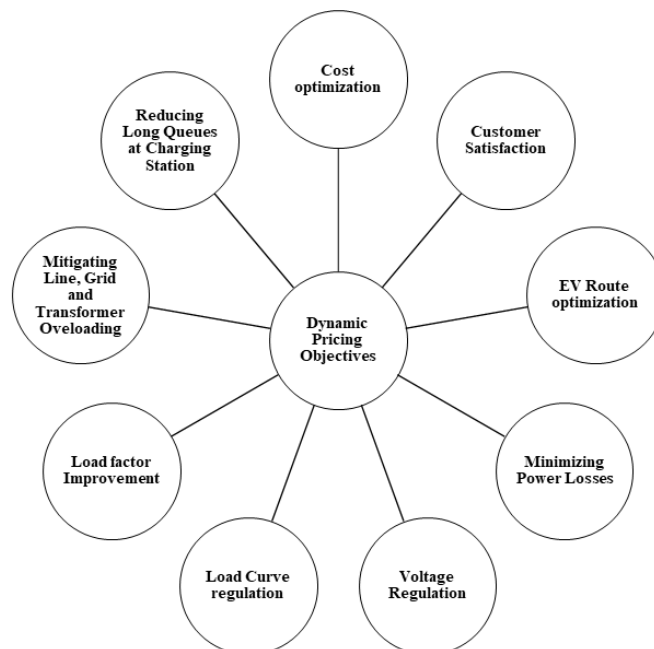 Cost
optimization
Customer
Satisfaction
EV Route
optimization
Minimizing
Power Losses
Voltage
Regulation
Load Curve
regulation
Load factor
Improvement
Mitigating
Line, Grid
and
Transformer
Oveloading
Reducing
Long Queues
at Charging
Station
Dynamic
Pricing
Objectives